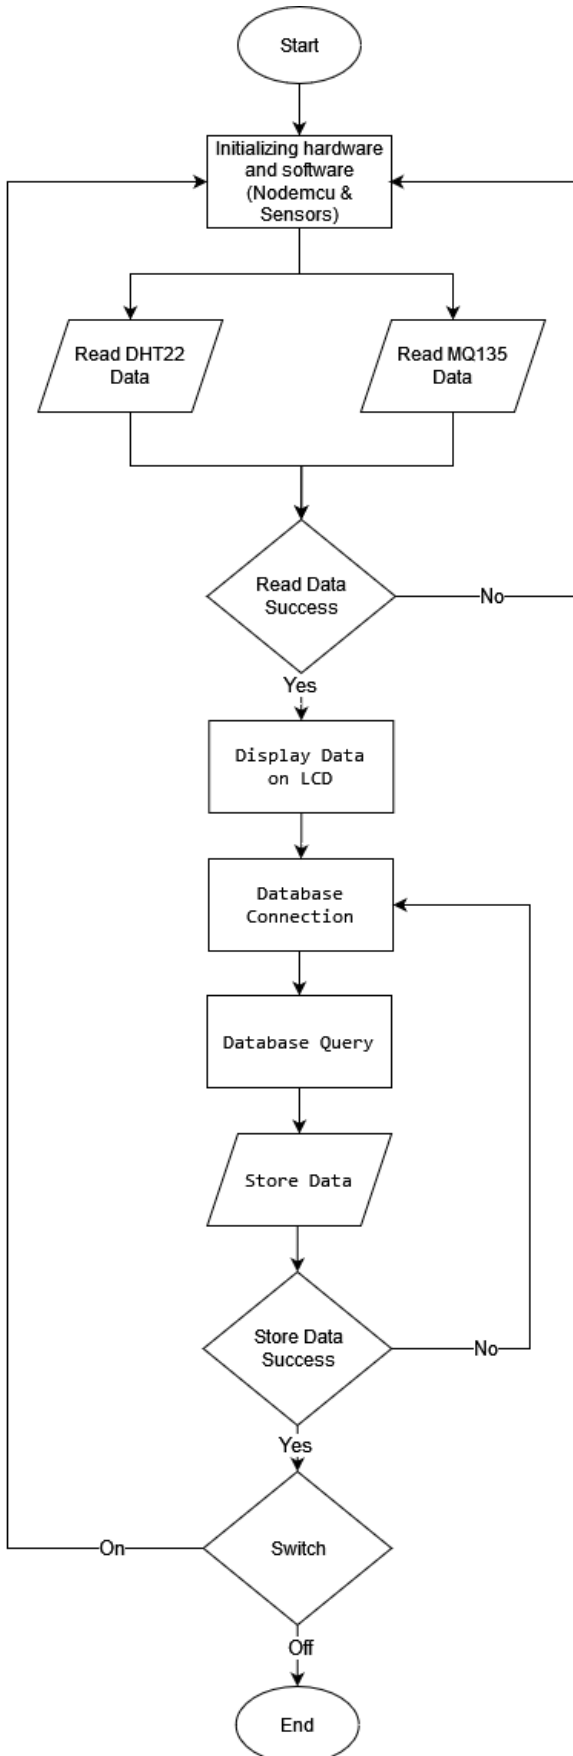 Start
Initializing hardware
and software
(Nodemcu &
Sensors)
Read DHT22
Data
Read MQ135
Data
Read Data
Success
No
Yes
Display Data
on LCD
Database
Connection
Database Query
Store Data
Store Data
Success
No
Yes
Switch
On
Off
End